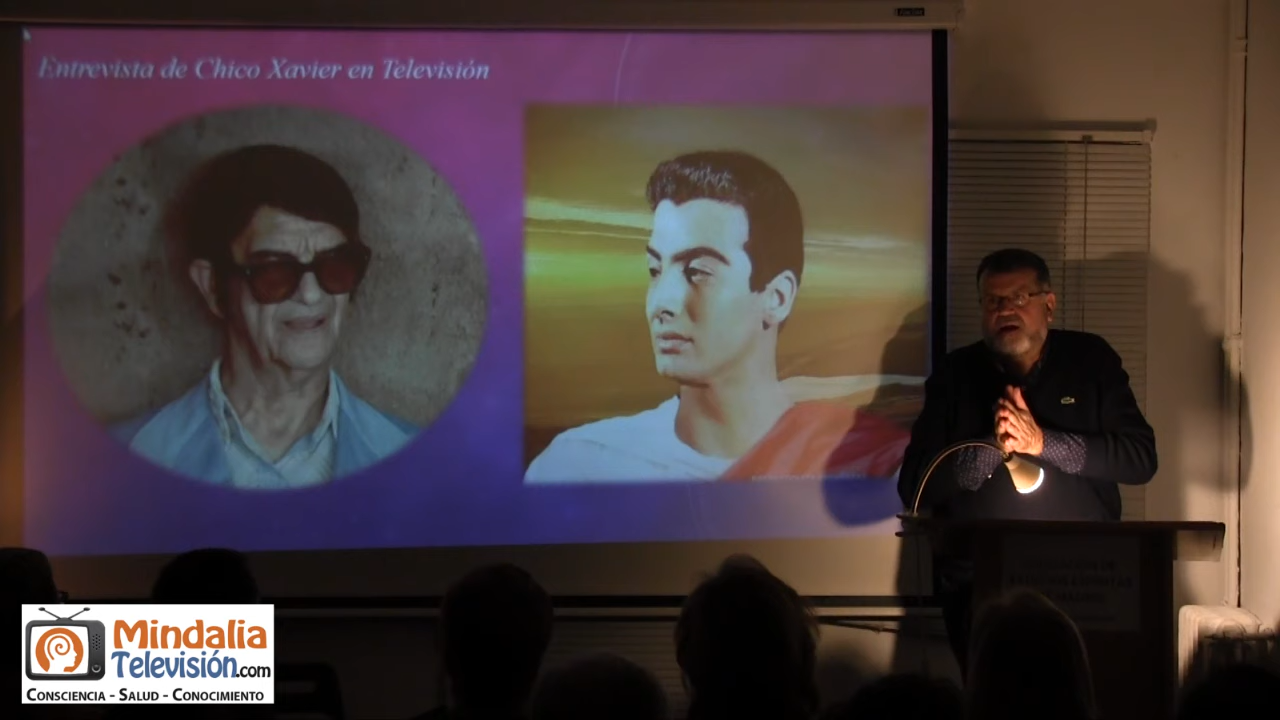 Entrevista de Chico Xavier en Televisión
Mindalia
Televisión.com
CONSCIENCIA - SALUD - CONOCIMIENTO